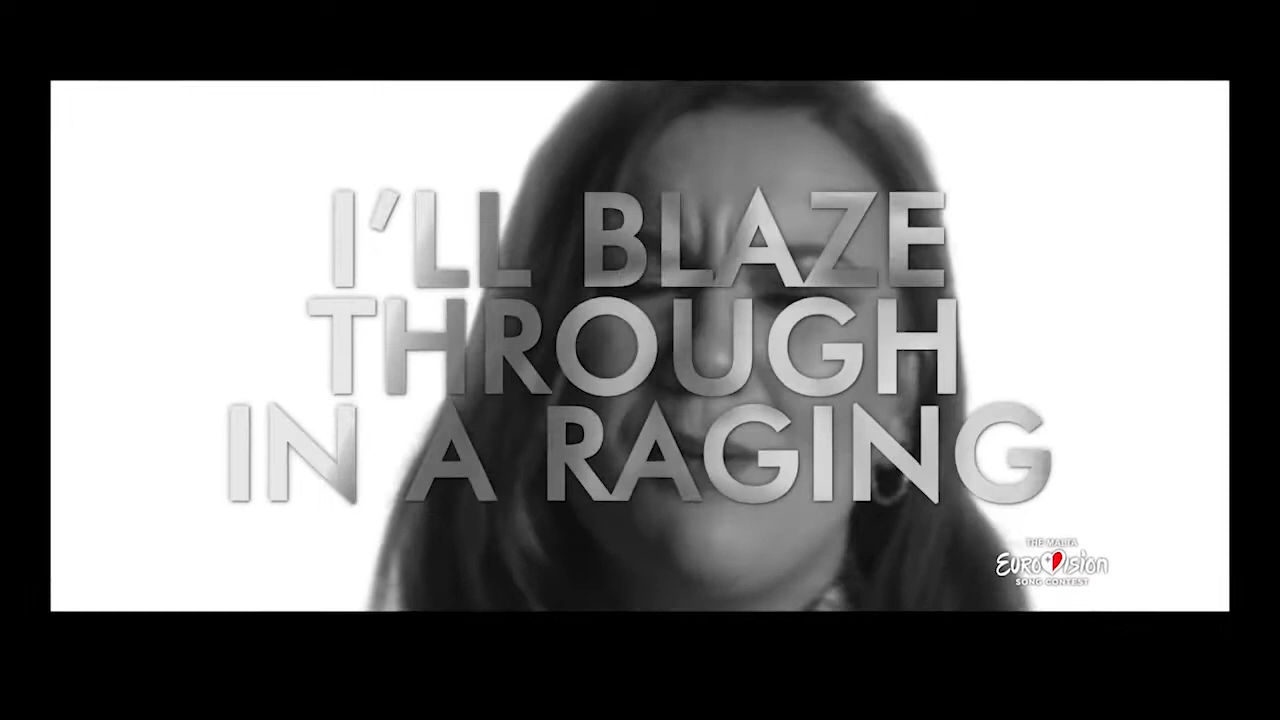 I'LL BLAZE
THROUGH
IN A RAGING
THE MALTA
EUROVISION
SONG CONTEST